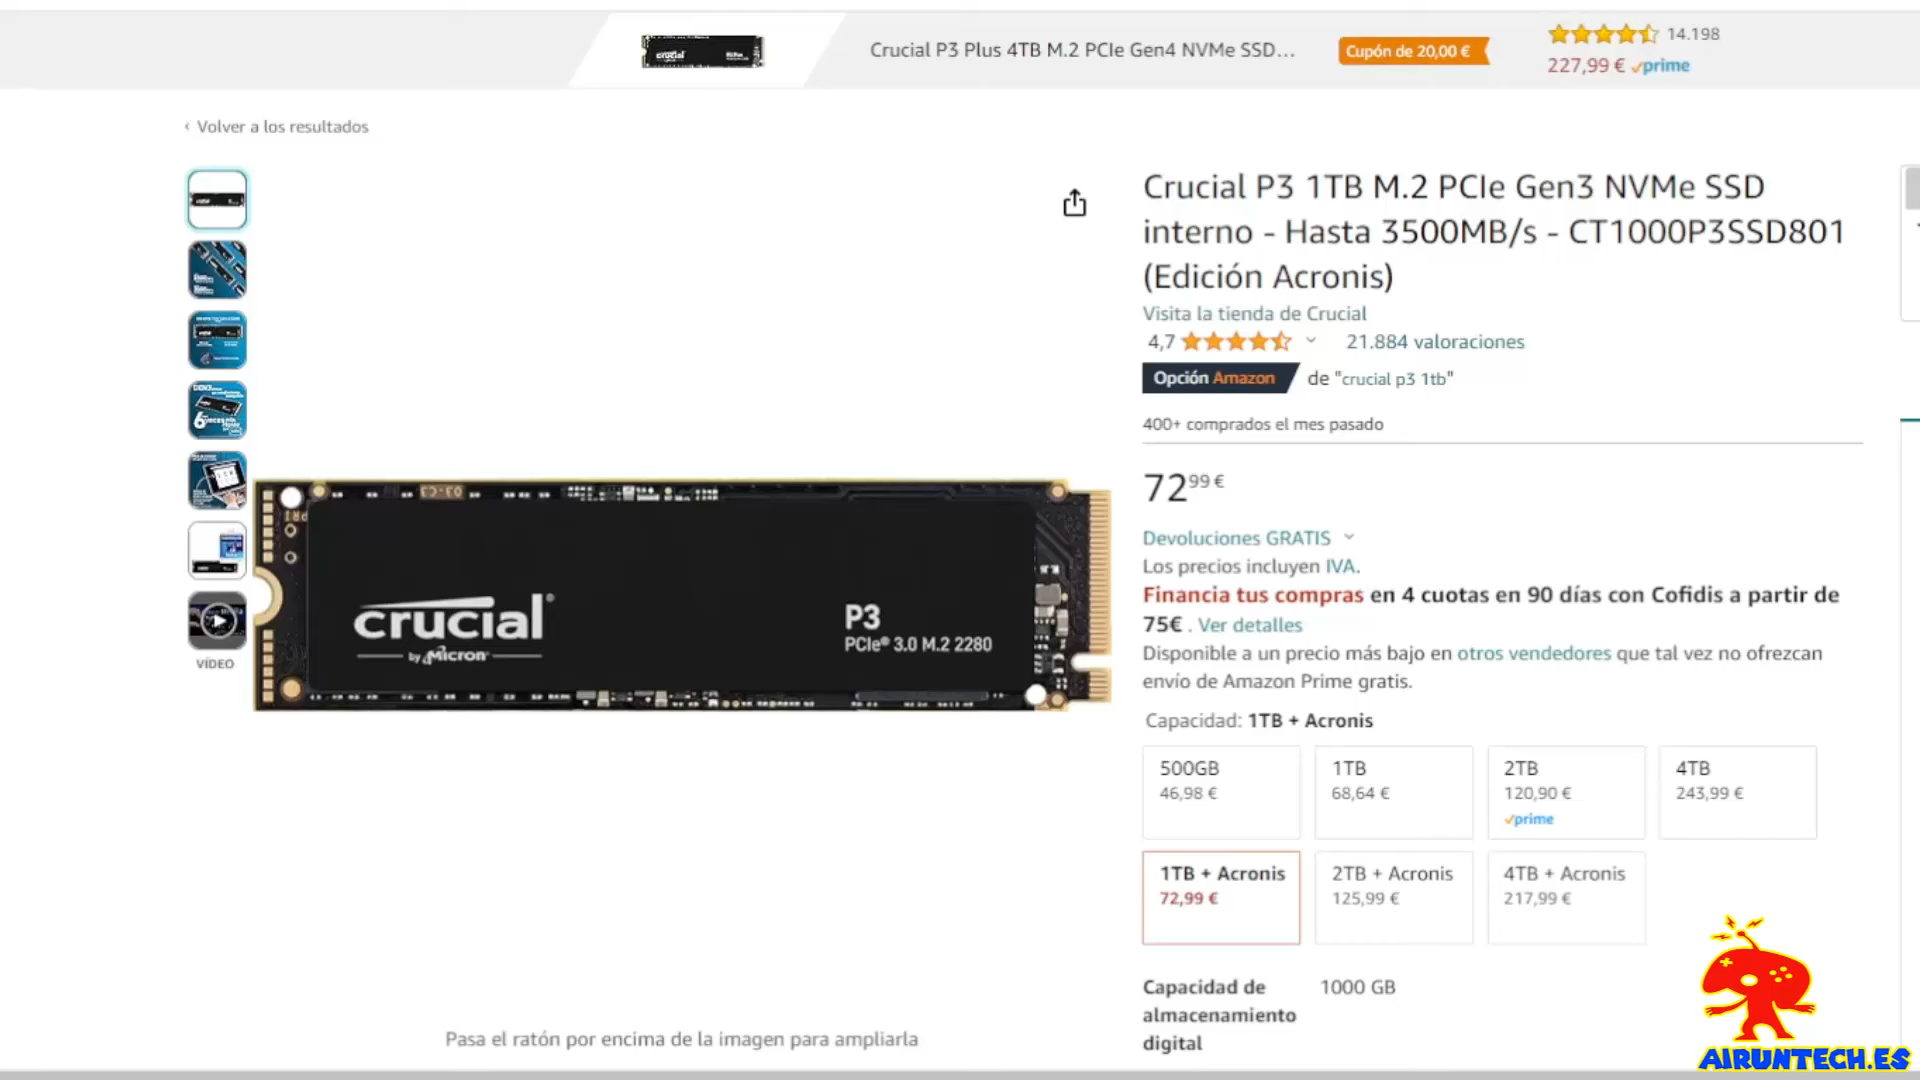 Crucial P3 Plus 4TB M.2 PCIe Gen4 NVMe SSD...
Cupón de 20,00 €
14.198
227,99 € prime
‹ Volver a los resultados
Crucial P3 1TB M.2 PCIe Gen3 NVMe SSD
interno - Hasta 3500MB/s - CT1000P3SSD801
(Edición Acronis)
Visita la tienda de Crucial
4,7 21.884 valoraciones
Opción Amazon de "crucial p3 1tb"
400+ comprados el mes pasado
72 99 €
Devoluciones GRATIS
Los precios incluyen IVA.
Financia tus compras en 4 cuotas en 90 días con Cofidis a partir de
75€ . Ver detalles
Disponible a un precio más bajo en otros vendedores que tal vez no ofrezcan
envío de Amazon Prime gratis.
Capacidad: 1TB + Acronis
500GB
46,98 €
1TB
68,64 €
2TB
120,90 €
prime
4TB
243,99 €
1TB + Acronis
72,99 €
2TB + Acronis
125,99 €
4TB + Acronis
217,99 €
Capacidad de
almacenamiento
digital
1000 GB
VÍDEO
crucial®
by Micron®
P3
PCIe® 3.0 M.2 2280
Pasa el ratón por encima de la imagen para ampliarla
AIRUNTECH.ES